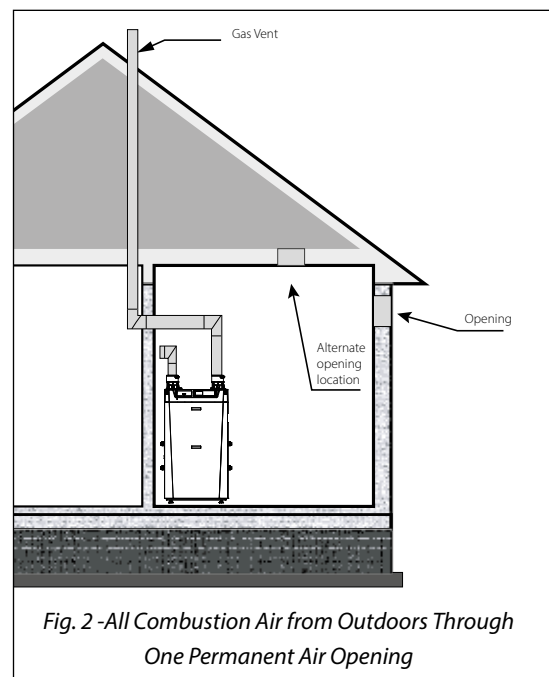 Gas Vent
Opening
Alternate
opening
location
Fig. 2 -All Combustion Air from Outdoors Through
One Permanent Air Opening